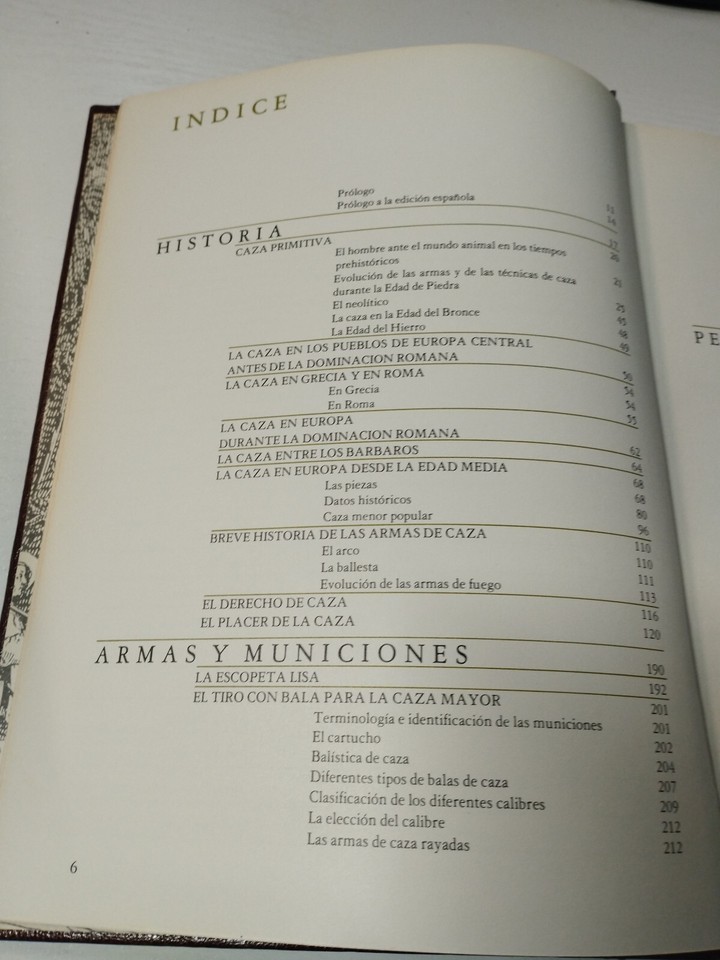 INDICE
Prólogo 11
Prólogo a la edición española 14
HISTORIA 17
CAZA PRIMITIVA 20
El hombre ante el mundo animal en los tiempos
prehistóricos 21
Evolución de las armas y de las técnicas de caza
durante la Edad de Piedra 25
El neolítico 45
La caza en la Edad del Bronce 48
La Edad del Hierro 49
LA CAZA EN LOS PUEBLOS DE EUROPA CENTRAL
ANTES DE LA DOMINACION ROMANA 50
LA CAZA EN GRECIA Y EN ROMA 54
En Grecia 54
En Roma 55
LA CAZA EN EUROPA
DURANTE LA DOMINACION ROMANA 62
LA CAZA ENTRE LOS BARBAROS 64
LA CAZA EN EUROPA DESDE LA EDAD MEDIA 68
Las piezas 68
Datos históricos 80
Caza menor popular 96
BREVE HISTORIA DE LAS ARMAS DE CAZA 110
El arco 110
La ballesta 111
Evolución de las armas de fuego 113
EL DERECHO DE CAZA 116
EL PLACER DE LA CAZA 120
ARMAS Y MUNICIONES 190
LA ESCOPETA LISA 192
EL TIRO CON BALA PARA LA CAZA MAYOR 201
Terminología e identificación de las municiones 201
El cartucho 202
Balística de caza 204
Diferentes tipos de balas de caza 207
Clasificación de los diferentes calibres 209
La elección del calibre 212
Las armas de caza rayadas 212
6
PE